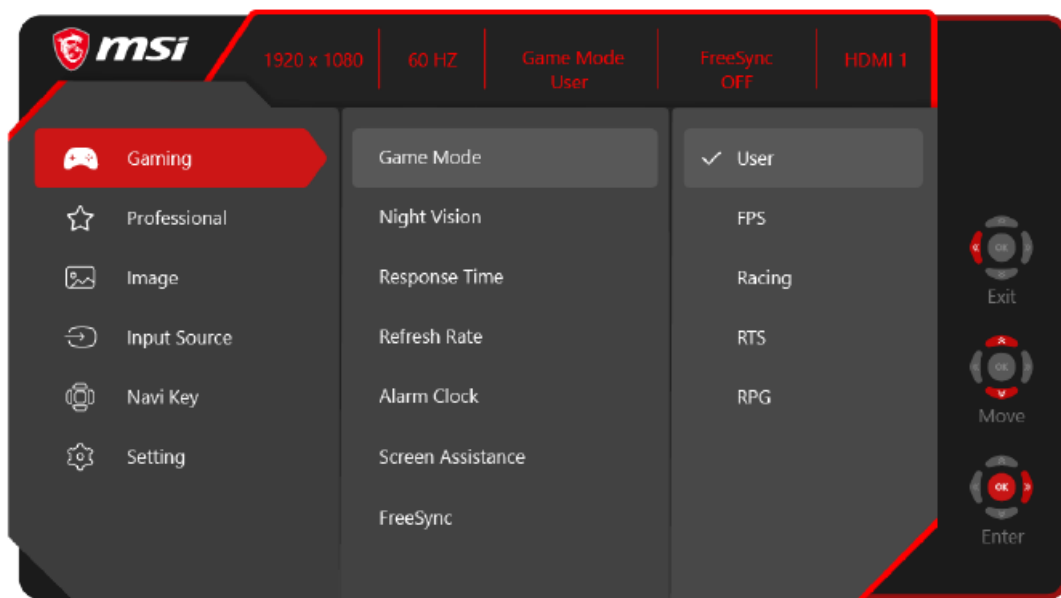 msi
1920 x 1080
60 HZ
Game Mode
User
FreeSync
OFF
HDMI 1
Gaming
Professional
Image
Input Source
Navi Key
Setting
Game Mode
Night Vision
Response Time
Refresh Rate
Alarm Clock
Screen Assistance
FreeSync
User
FPS
Racing
RTS
RPG
OK
Exit
OK
Move
OK
Enter